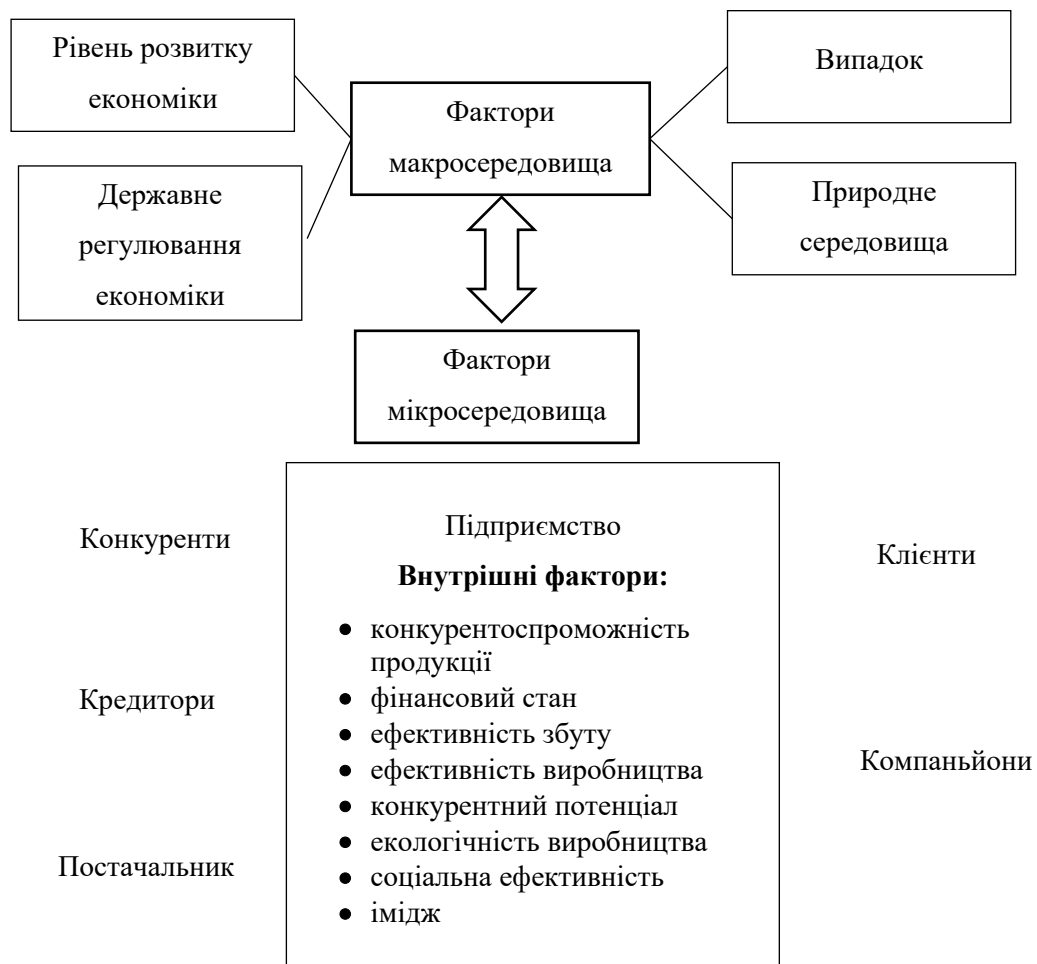 Рівень розвитку
економіки
Випадок
Фактори
макросередовища
Державне
регулювання
економіки
Природне
середовища
Фактори
мікросередовища
Підприємство
Внутрішні фактори:
• конкурентоспроможність
продукції
• фінансовий стан
• ефективність збуту
• ефективність виробництва
• конкурентний потенціал
• екологічність виробництва
• соціальна ефективність
• імідж
Конкуренти
Кредитори
Постачальник
Клієнти
Компаньйони